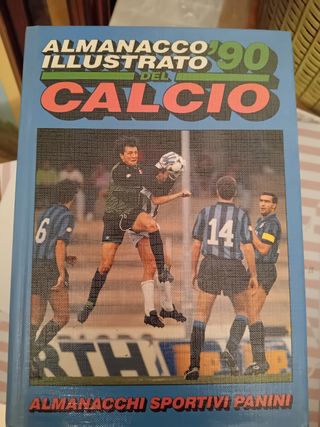 ALMANACCO '90
ILLUSTRATO
DEL
CALCIO
6
14
RTH
ALMANACCHI SPORTIVI PANINI